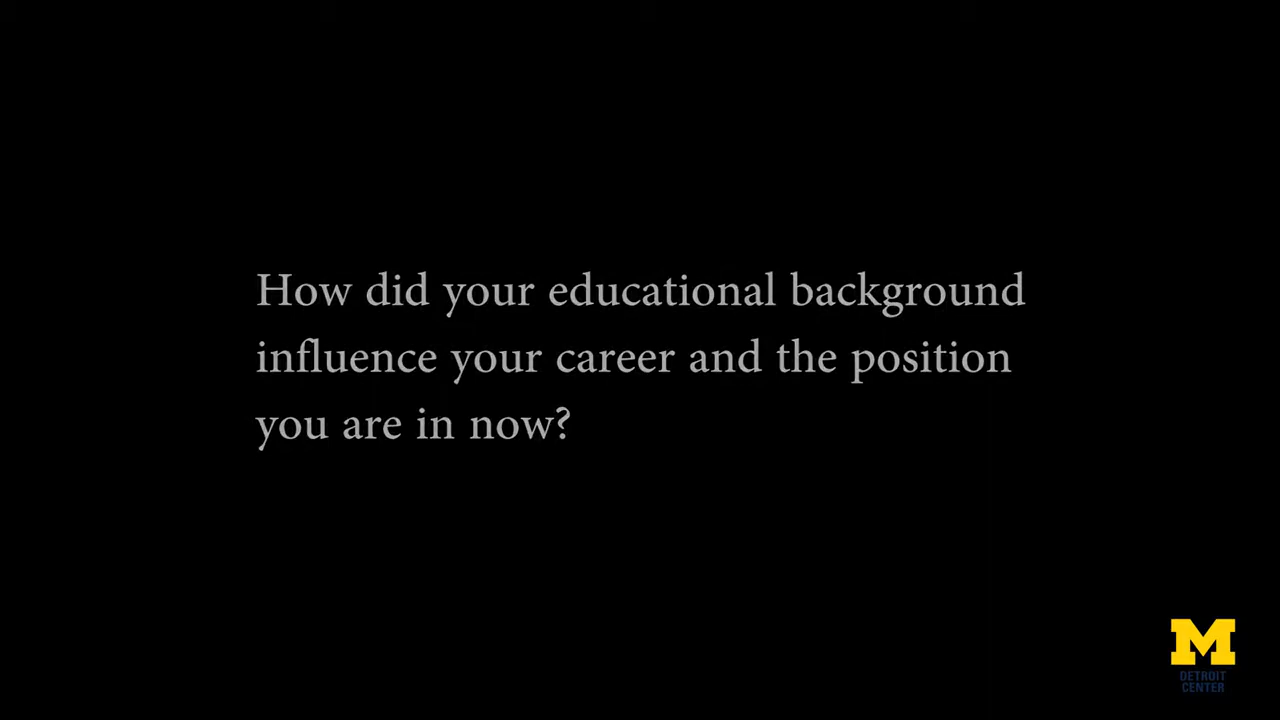 How did your educational background
influence your career and the position
you are in now?
M
DETROIT
CENTER